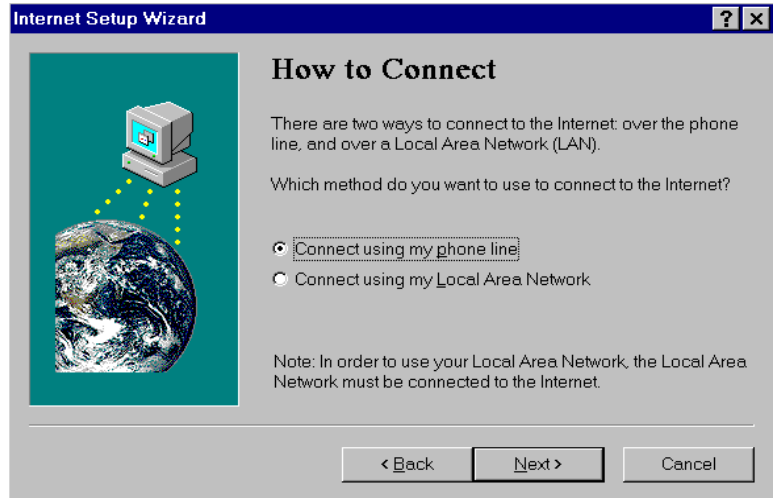 Internet Setup Wizard
How to Connect
There are two ways to connect to the Internet: over the phone
line, and over a Local Area Network (LAN).
Which method do you want to use to connect to the Internet?
Connect using my phone line
Connect using my Local Area Network
Note: In order to use your Local Area Network, the Local Area
Network must be connected to the Internet.
< Back
Next >
Cancel